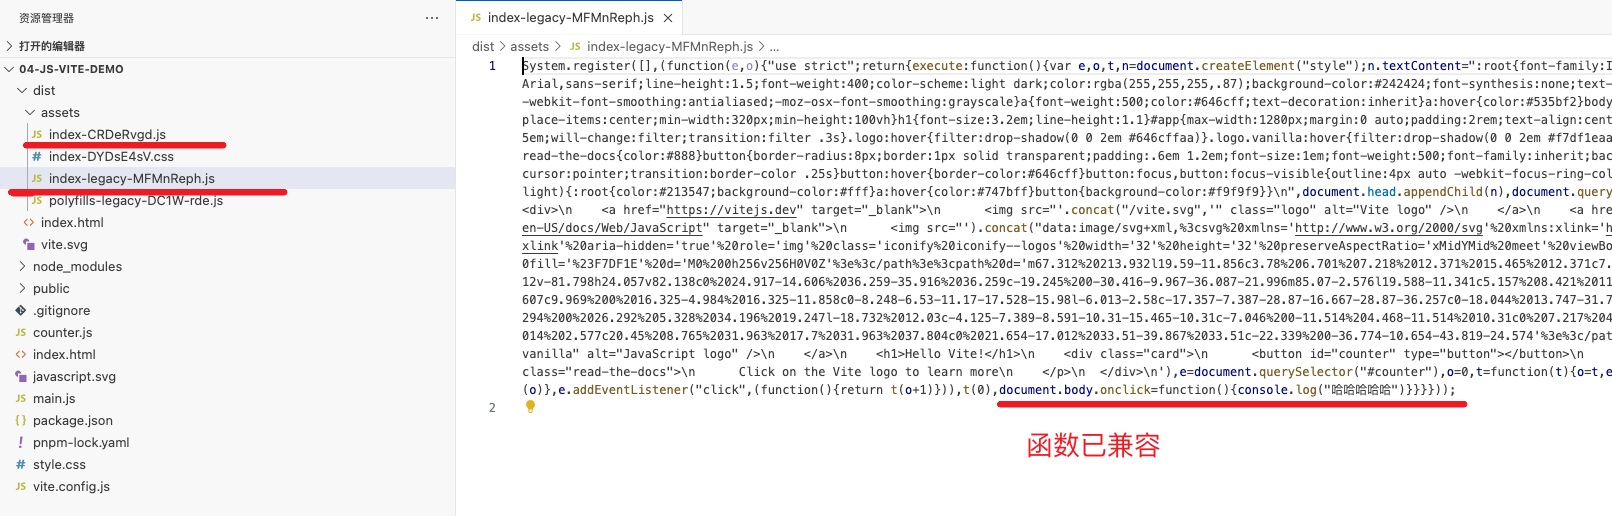 资源管理器
···
打开的编辑器
04-JS-VITE-DEMO
dist
assets
JS index-CRDeRvgd.js
# index-DYDsE4sV.css
JS index-legacy-MFMnReph.js
JS polyfills-legacy-DC1W-rde.js
<> index.html
vite.svg
node_modules
public
.gitignore
JS counter.js
<> index.html
javascript.svg
JS main.js
{} package.json
! pnpm-lock.yaml
# style.css
JS vite.config.js
JS index-legacy-MFMnReph.js ×
dist > assets > JS index-legacy-MFMnReph.js > ...
1
System.register([],(function(e,o){"use strict";return{execute:function(){var e,o,t,n=document.createElement("style");n.textContent=":root{font-family:I
Arial,sans-serif;line-height:1.5;font-weight:400;color-scheme:light dark;color:rgba(255,255,255,.87);background-color:#242424;font-synthesis:none;text-
-webkit-font-smoothing:antialiased;-moz-osx-font-smoothing:grayscale}a{font-weight:500;color:#646cff;text-decoration:inherit}a:hover{color:#535bf2}body
place-items:center;min-width:320px;min-height:100vh}h1{font-size:3.2em;line-height:1.1}#app{max-width:1280px;margin:0 auto;padding:2rem;text-align:cent
5em;will-change:filter;transition:filter .3s}.logo:hover{filter:drop-shadow(0 0 2em #646cffaa)}.logo.vanilla:hover{filter:drop-shadow(0 0 2em #f7df1eaa
read-the-docs{color:#888}button{border-radius:8px;border:1px solid transparent;padding:.6em 1.2em;font-size:1em;font-weight:500;font-family:inherit;bac
cursor:pointer;transition:border-color .25s}button:hover{border-color:#646cff}button:focus,button:focus-visible{outline:4px auto -webkit-focus-ring-col
light){:root{color:#213547;background-color:#fff}a:hover{color:#747bff}button{background-color:#f9f9f9}}\n",document.head.appendChild(n),document.query
<div>\n    <a href="https://vitejs.dev" target="_blank">\n      <img src="'.concat("/vite.svg",'" class="logo" alt="Vite logo" />\n    </a>\n    <a hre
en-US/docs/Web/JavaScript" target="_blank">\n      <img src="').concat("data:image/svg+xml,%3csvg%20xmlns='http://www.w3.org/2000/svg'%20xmlns:xlink='h
xlink'%20aria-hidden='true'%20role='img'%20class='iconify%20iconify--logos'%20width='32'%20height='32'%20preserveAspectRatio='xMidYMid%20meet'%20viewBo
0fill='%23F7DF1E'%20d='M0%200h256v256H0V0Z'%3e%3c/path%3e%3cpath%20d='m67.312%20213.932l19.59-11.856c3.78%206.701%207.218%2012.371%2015.465%2012.371c7.
12v-81.798h24.057v82.138c0%2024.917-14.606%2036.259-35.916%2036.259c-19.245%200-30.416-9.967-36.087-21.996m85.07-2.576l19.588-11.341c5.157%208.421%2011
607c9.969%200%2016.325-4.984%2016.325-11.858c0-8.248-6.53-11.17-17.528-15.98l-6.013-2.58c-17.357-7.387-28.87-16.667-28.87-36.257c0-18.044%2013.747-31.7
294%200%2026.292%205.328%2034.196%2019.247l-18.732%2012.03c-4.125-7.389-8.591-10.31-15.465-10.31c-7.046%200-11.514%204.468-11.514%2010.31c0%207.217%20
014%202.577c20.45%208.765%2031.963%2017.7%2031.963%2037.804c0%2021.654-17.012%2033.51-39.867%2033.51c-22.339%200-36.774-10.654-43.819-24.574'%3e%3c/pat
vanilla" alt="JavaScript logo" />\n    </a>\n    <h1>Hello Vite!</h1>\n    <div class="card">\n      <button id="counter" type="button"></button>\n
class="read-the-docs">\n      Click on the Vite logo to learn more\n    </p>\n  </div>\n'),e=document.querySelector("#counter"),o=0,t=function(t){o=t,e
(o)},e.addEventListener("click",(function(){return t(o+1)})),t(0),document.body.onclick=function(){console.log("哈哈哈哈哈")}}}}));
2
函数已兼容